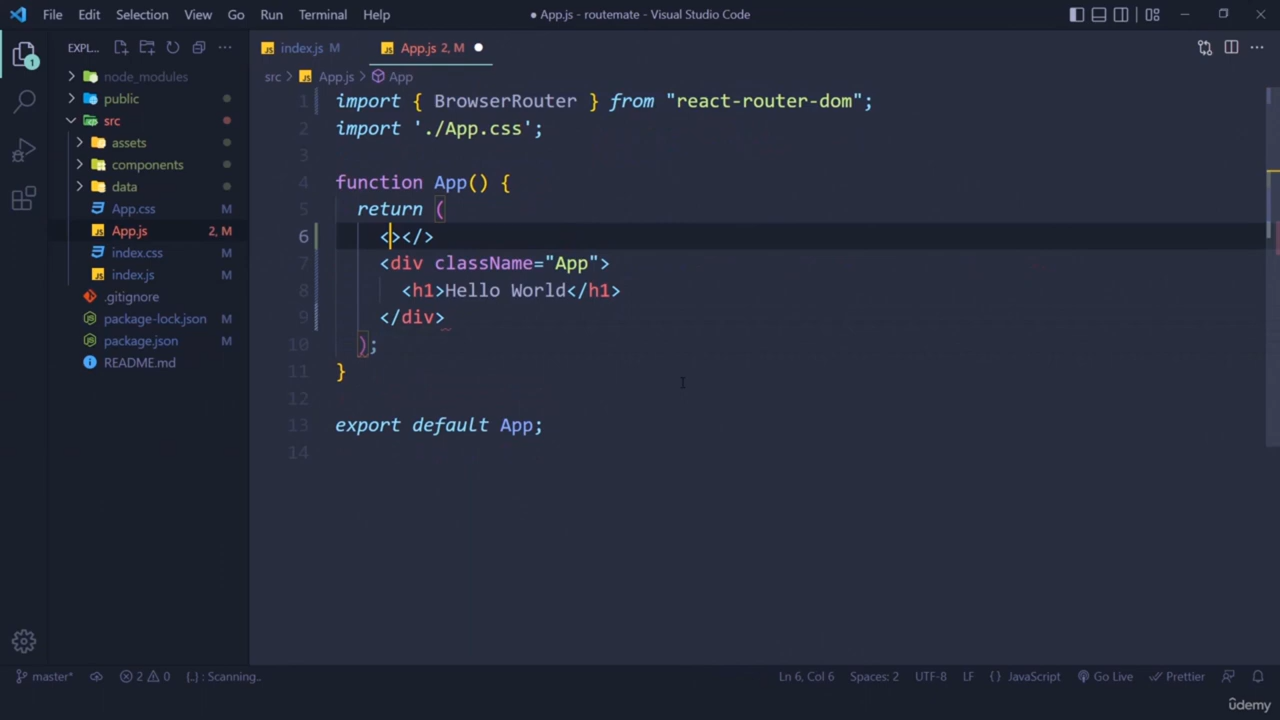 File Edit Selection View Go Run Terminal Help
● App.js - routemate - Visual Studio Code
EXPL...
index.js M
App.js 2, M
src > App.js > App
1
node_modules
public
src
assets
components
data
App.css M
App.js 2, M
index.css M
index.js M
.gitignore
package-lock.json M
package.json M
README.md
1 import { BrowserRouter } from "react-router-dom";
2 import './App.css';
3
4 function App() {
5 return (
6 <></>
7 <div className="App">
8 <h1>Hello World</h1>
9 </div>
10 );
11 }
12
13 export default App;
14
master* 2 0 {..} : Scanning..
Ln 6, Col 6 Spaces: 2 UTF-8 LF {} JavaScript Go Live Prettier
ûdemy